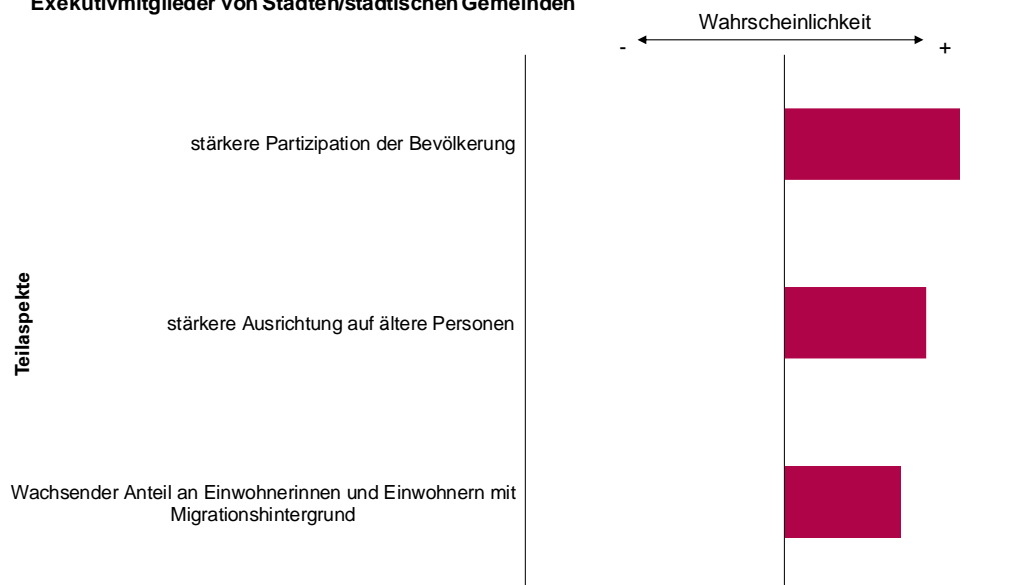 Exekutivmitglieder von Städten/städtischen Gemeinden
Wahrscheinlichkeit
- +
stärkere Partizipation der Bevölkerung
Teilaspekte
stärkere Ausrichtung auf ältere Personen
Wachsender Anteil an Einwohnerinnen und Einwohnern mit
Migrationshintergrund